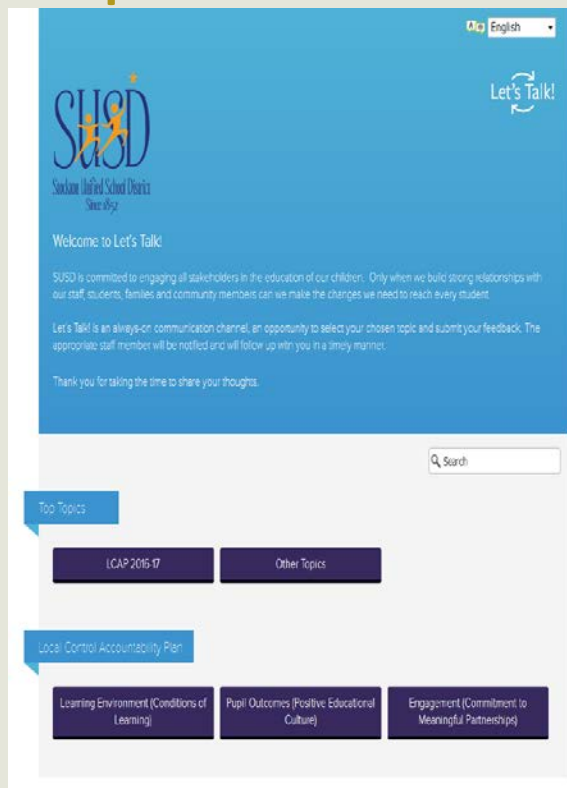 English
Let's Talk!
SUSD
Stockton Unified School District
Since 1852
Welcome to Let's Talk!
SUSD is committed to engaging all stakeholders in the education of our children. Only when we build strong relationships with
our staff, students, families and community members can we make the changes we need to reach every student.
Let's Talk! is an always-on communication channel, an opportunity to select your chosen topic and submit your feedback. The
appropriate staff member will be notified and will follow up with you in a timely manner.
Thank you for taking the time to share your thoughts.
Search
Top Topics
LCAP 2016-17
Other Topics
Local Control Accountability Plan
Learning Environment (Conditions of
Learning)
Pupil Outcomes (Positive Educational
Culture)
Engagement (Commitment to
Meaningful Partnerships)